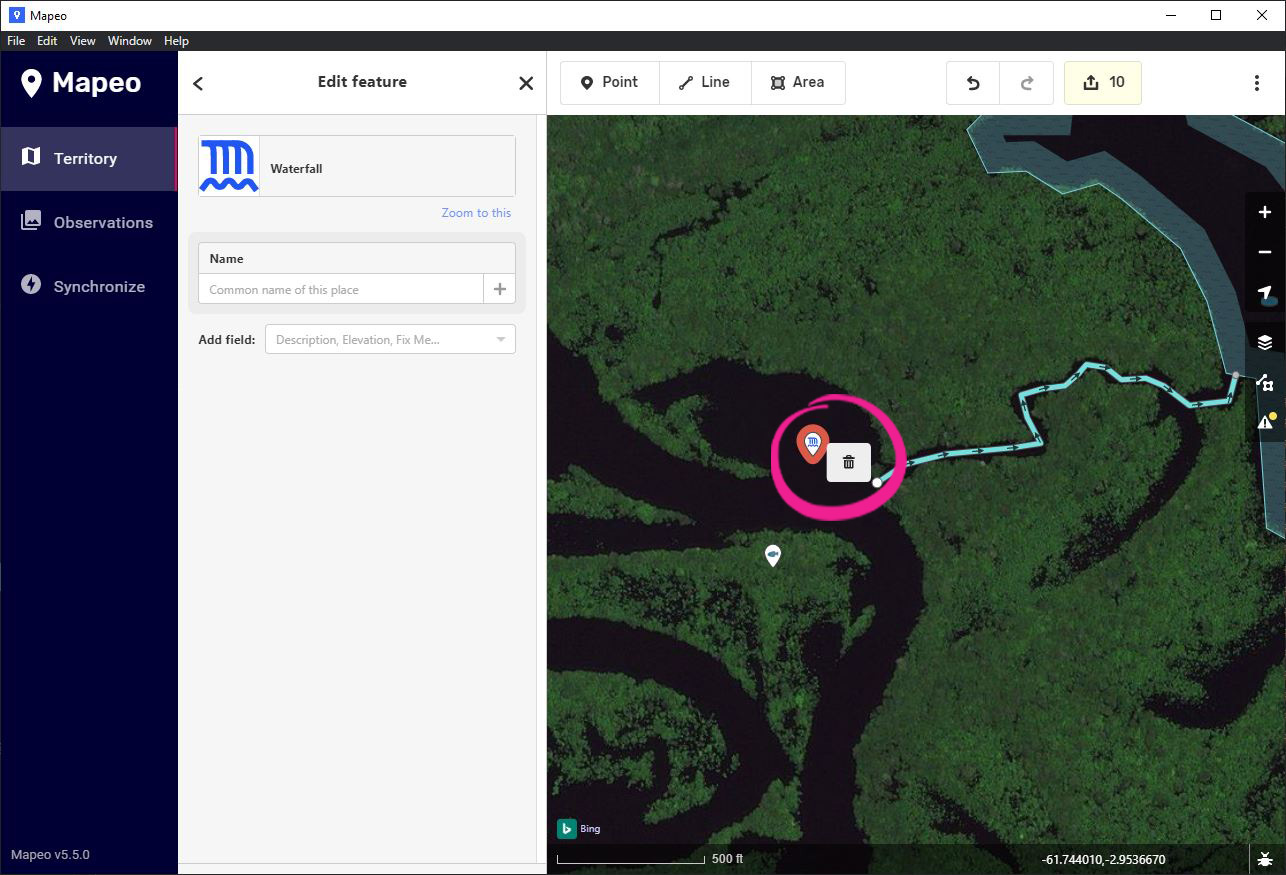 Mapeo
File Edit View Window Help
Mapeo
Territory
Observations
Synchronize
Mapeo v5.5.0
Edit feature
Waterfall
Zoom to this
Name
Common name of this place
Add field:
Description, Elevation, Fix Me...
Point
Line
Area
10
Bing
500 ft
-61.744010,-2.9536670